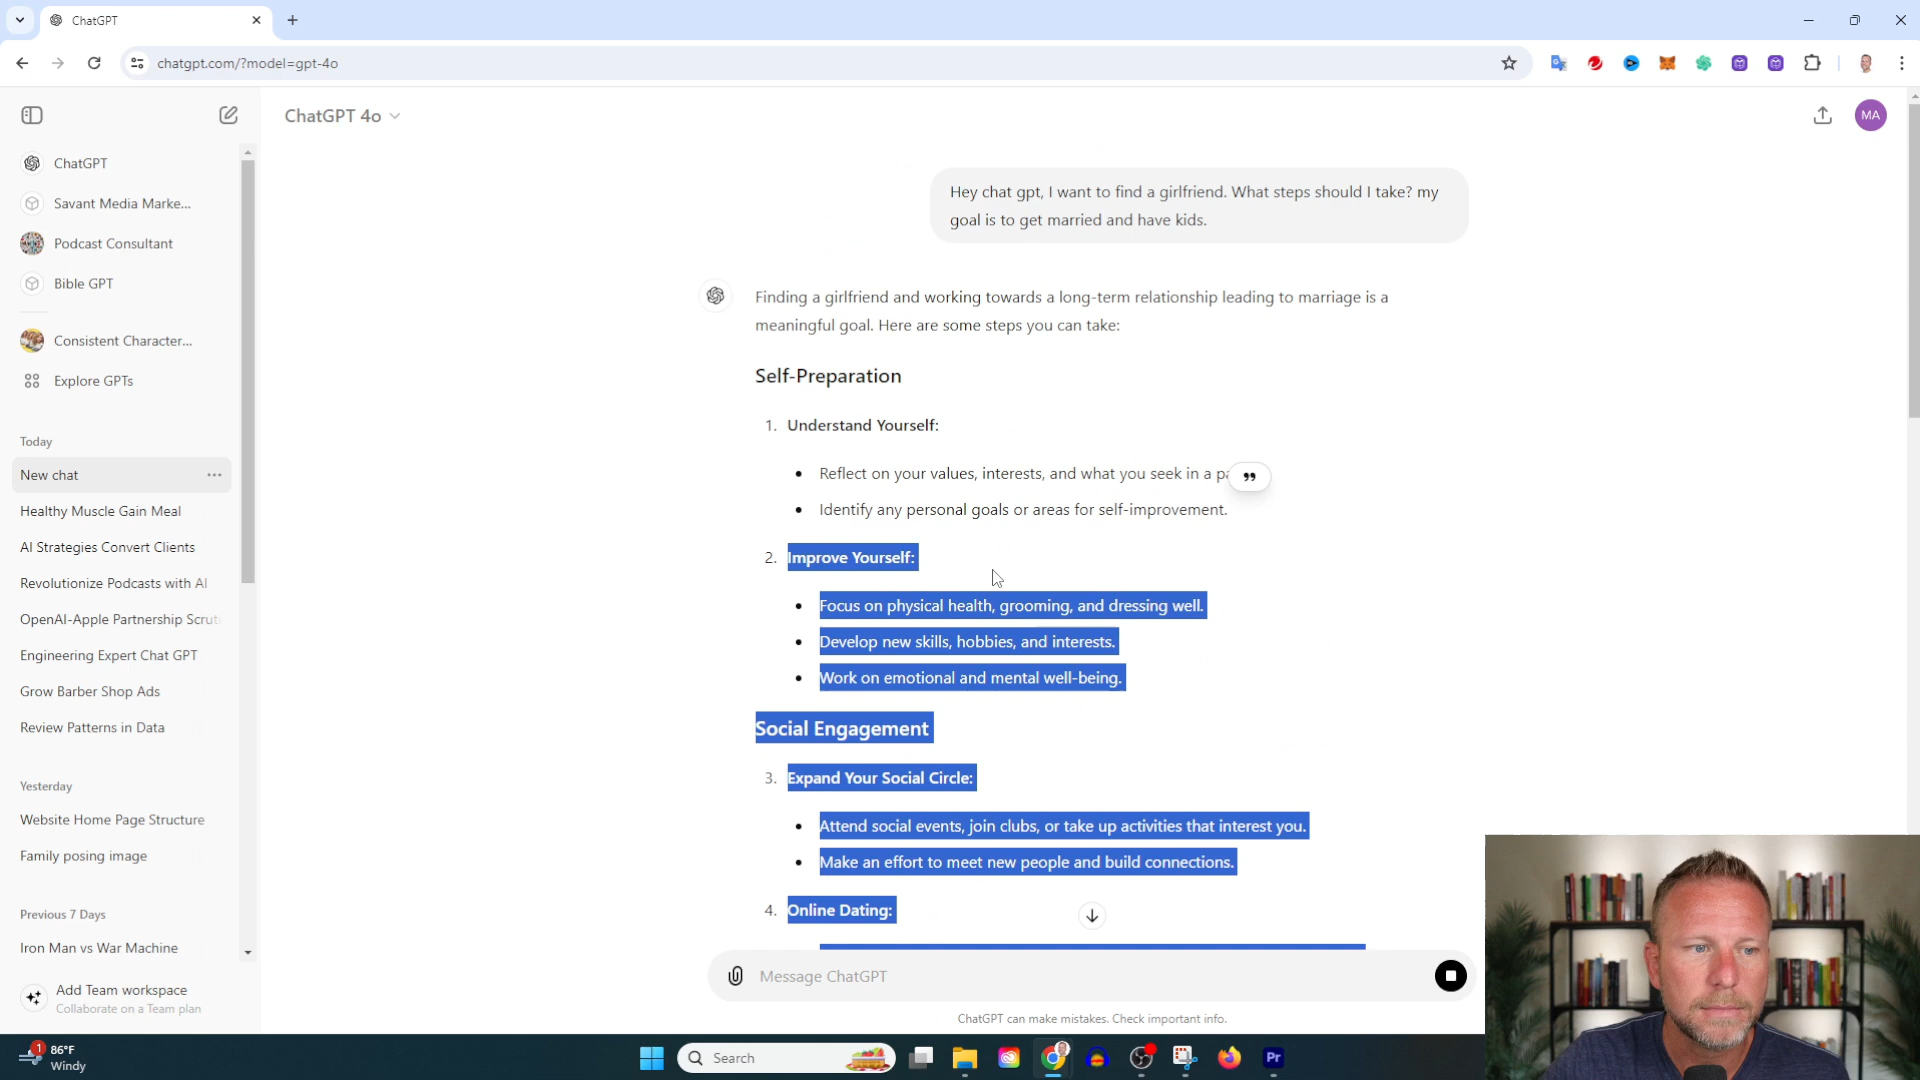 ChatGPT
chatgpt.com/?model=gpt-4o
ChatGPT 4o
MA
ChatGPT
Savant Media Marke...
Podcast Consultant
Bible GPT
Consistent Character...
Explore GPTs
Today
New chat
Healthy Muscle Gain Meal
AI Strategies Convert Clients
Revolutionize Podcasts with AI
OpenAI-Apple Partnership Scrut
Engineering Expert Chat GPT
Grow Barber Shop Ads
Review Patterns in Data
Yesterday
Website Home Page Structure
Family posing image
Previous 7 Days
Iron Man vs War Machine
Add Team workspace
Collaborate on a Team plan
Hey chat gpt, I want to find a girlfriend. What steps should I take? my
goal is to get married and have kids.
Finding a girlfriend and working towards a long-term relationship leading to marriage is a
meaningful goal. Here are some steps you can take:
Self-Preparation
1. Understand Yourself:
• Reflect on your values, interests, and what you seek in a pa
• Identify any personal goals or areas for self-improvement.
2. Improve Yourself:
• Focus on physical health, grooming, and dressing well.
• Develop new skills, hobbies, and interests.
• Work on emotional and mental well-being.
Social Engagement
3. Expand Your Social Circle:
• Attend social events, join clubs, or take up activities that interest you.
• Make an effort to meet new people and build connections.
4. Online Dating:
Message ChatGPT
ChatGPT can make mistakes. Check important info.
1
86°F
Windy
Search
Pr